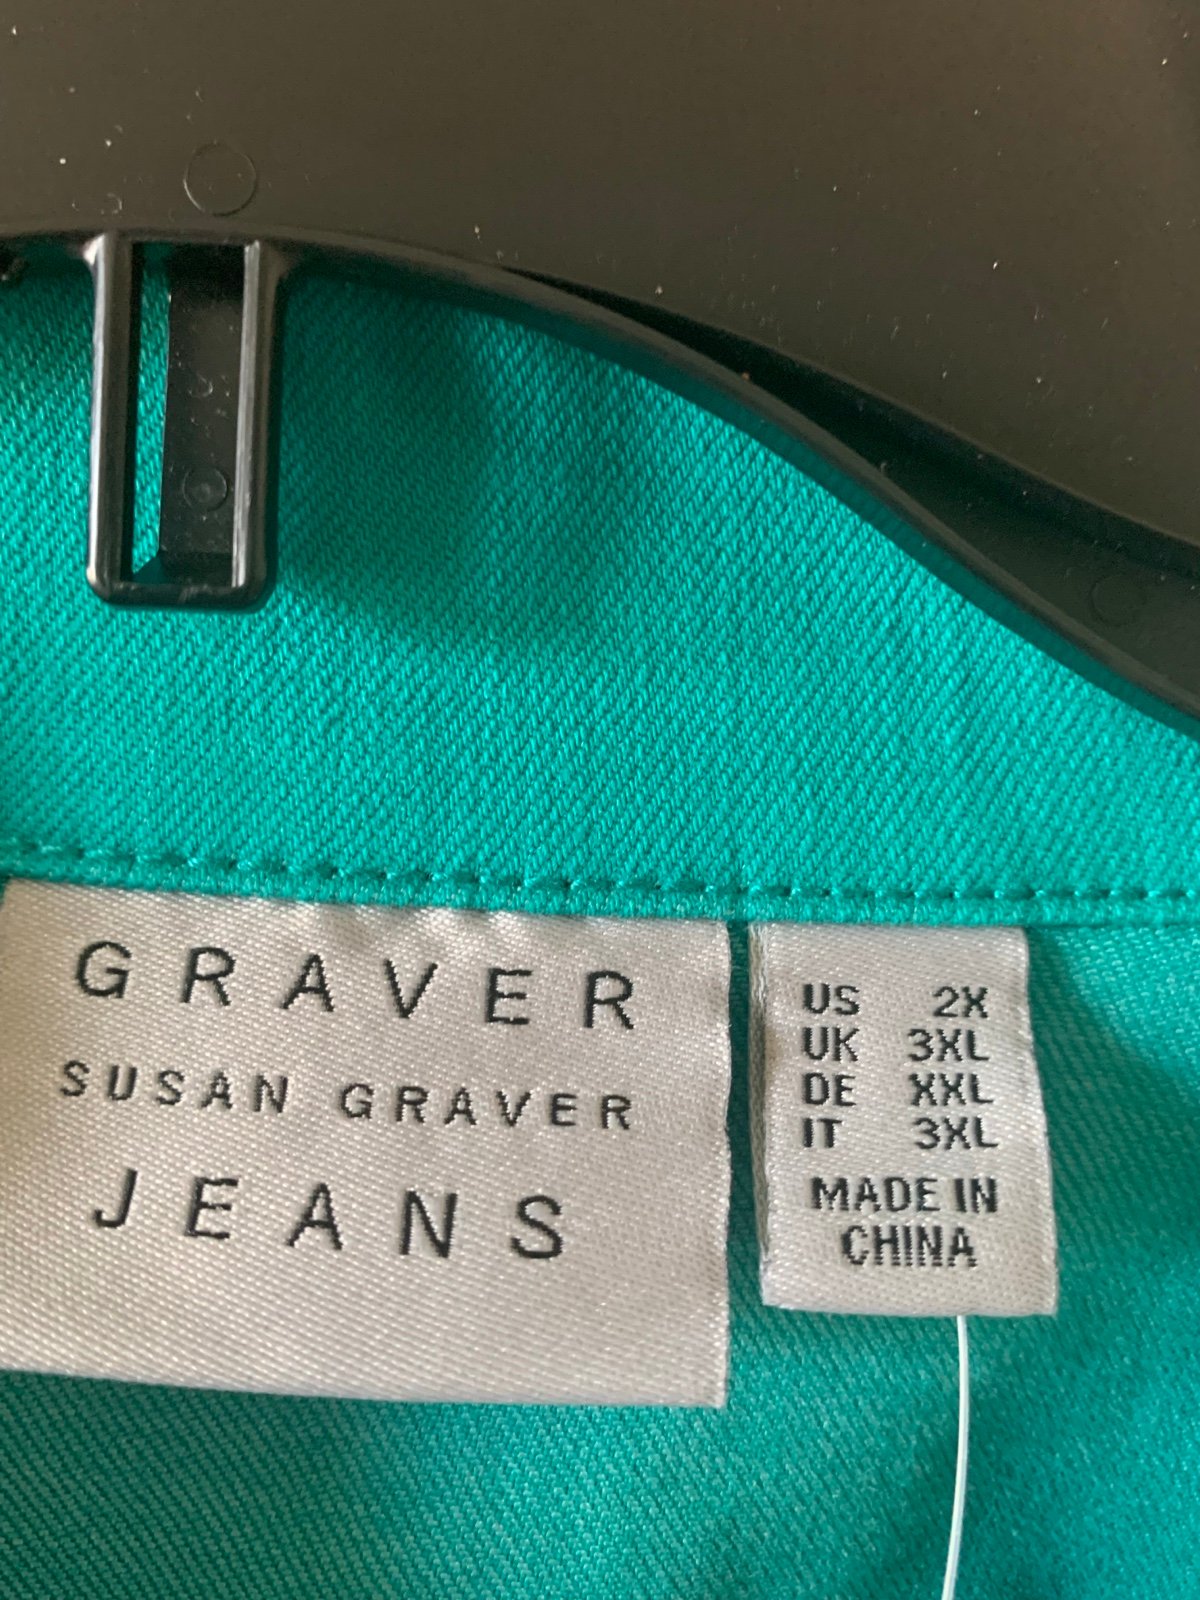 GRAVER
SUSAN GRAVER
JEANS
US 2X
UK 3XL
DE XXL
IT 3XL
MADE IN
CHINA